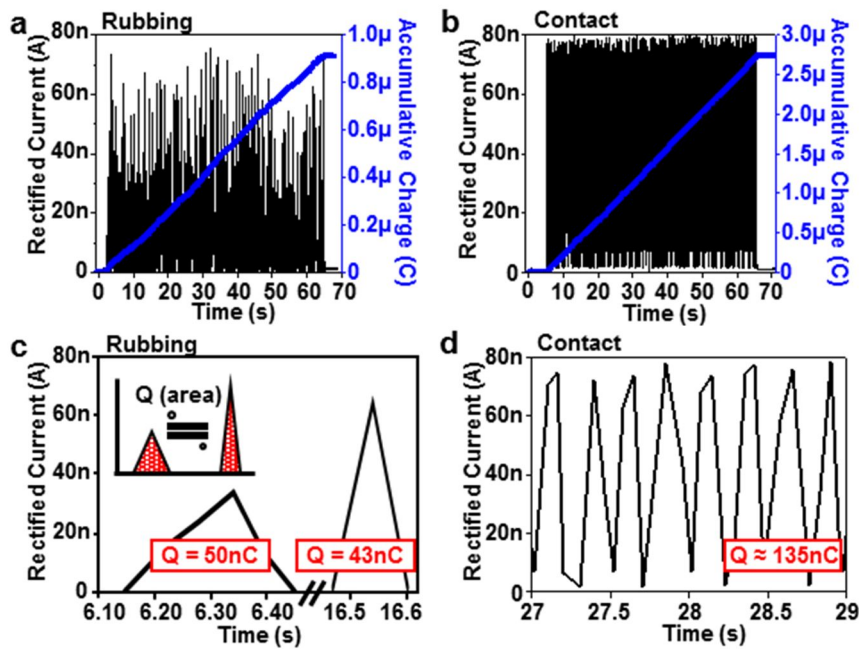 a
Rubbing
Rectified Current (A)
80n
60n
40n
20n
0
0 10 20 30 40 50 60 70
Time (s)
1.0µ
0.8µ
0.6µ
0.4µ
0.2µ
0
Accumulative Charge (C)
b
Contact
Rectified Current (A)
80n
60n
40n
20n
0
0 10 20 30 40 50 60 70
Time (s)
3.0µ
2.5µ
2.0µ
1.5µ
1.0µ
0.5µ
0
Accumulative Charge (C)
c
Rubbing
Rectified Current (A)
80n
60n
40n
20n
0
Q (area)
Q = 50nC
Q = 43nC
6.10 6.20 6.30 6.40 16.5 16.6
Time (s)
d
Contact
Rectified Current (A)
80n
60n
40n
20n
0
Q ≈ 135nC
27 27.5 28 28.5 29
Time (s)